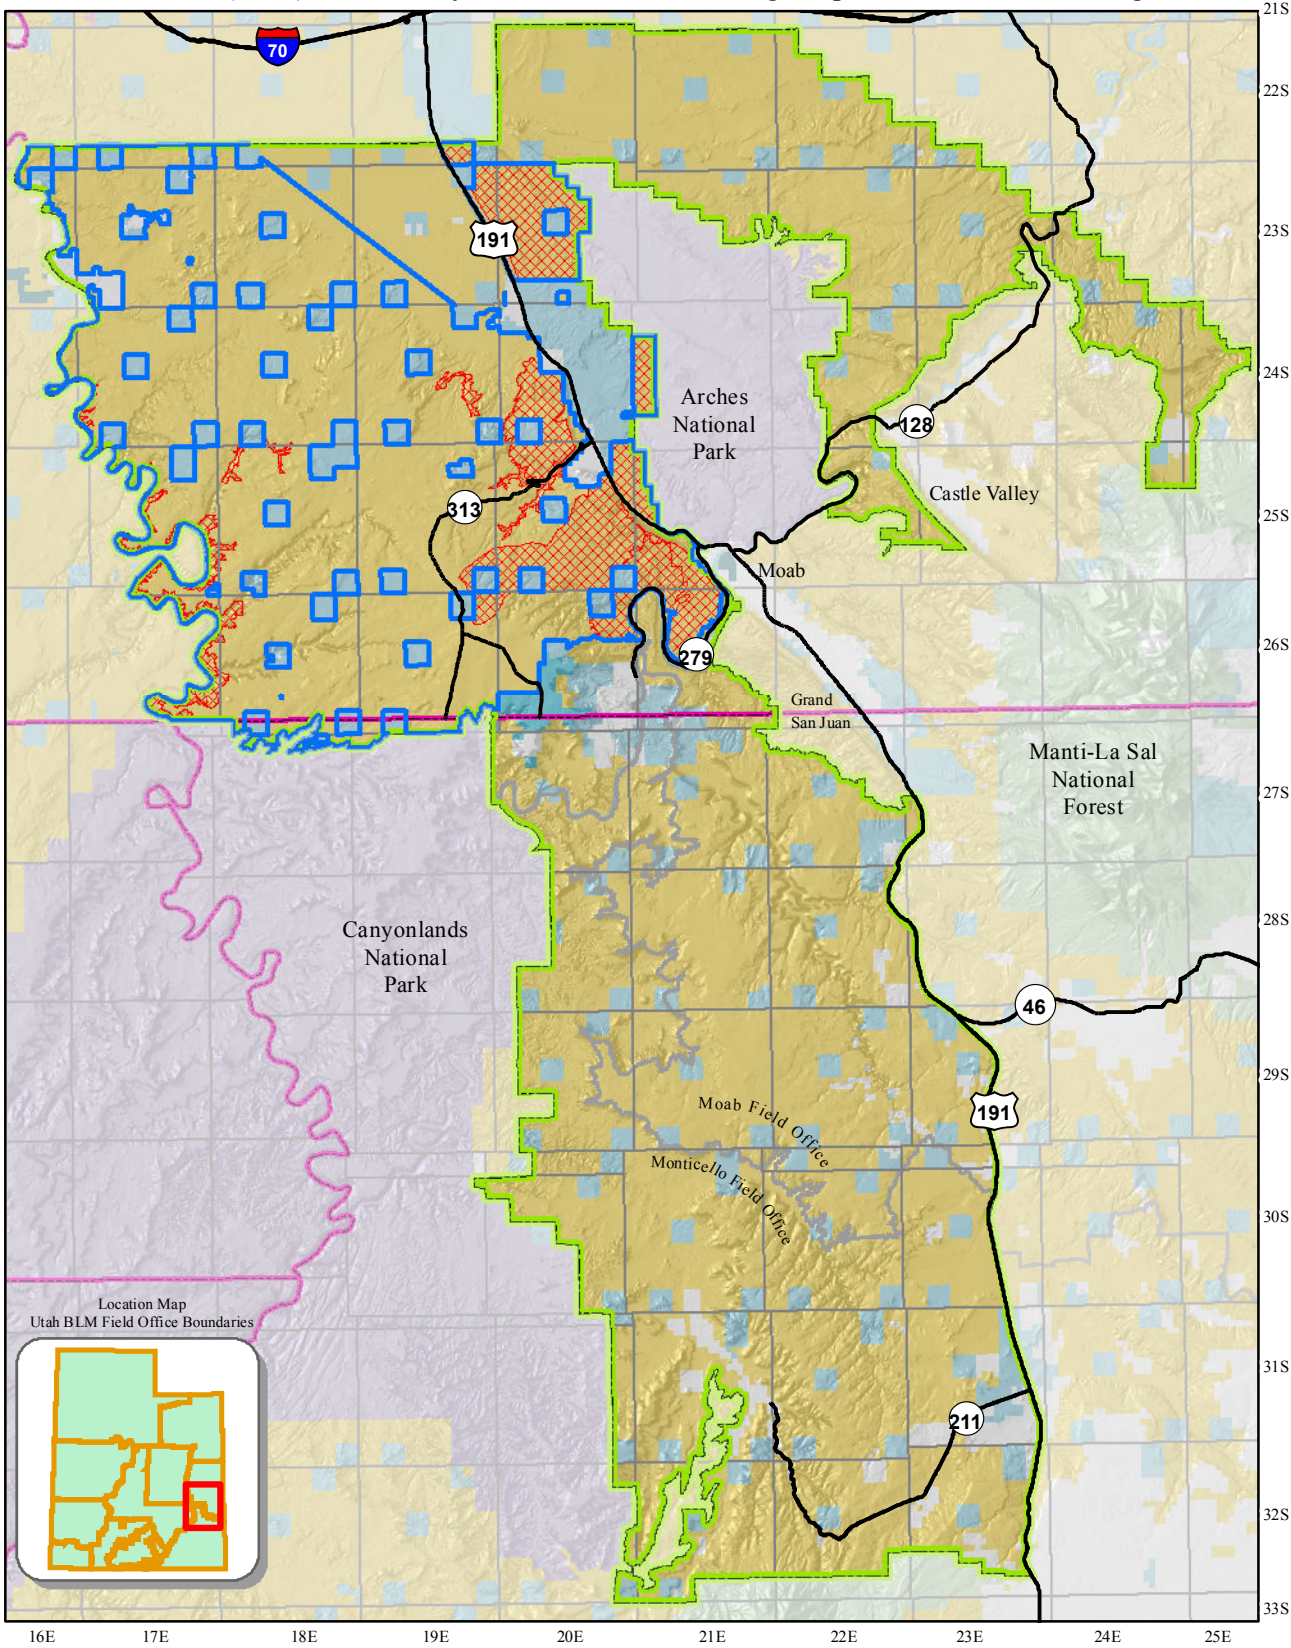 21S
70
22S
191
23S
24S
Arches
National
Park
128
Castle Valley
313
25S
Moab
26S
279
Grand
San Juan
Manti-La Sal
National
Forest
27S
Canyonlands
National
Park
28S
46
29S
191
Moab Field Office
Monticello Field Office
30S
Location Map
Utah BLM Field Office Boundaries
31S
211
32S
33S
16E 17E 18E 19E 20E 21E 22E 23E 24E 25E